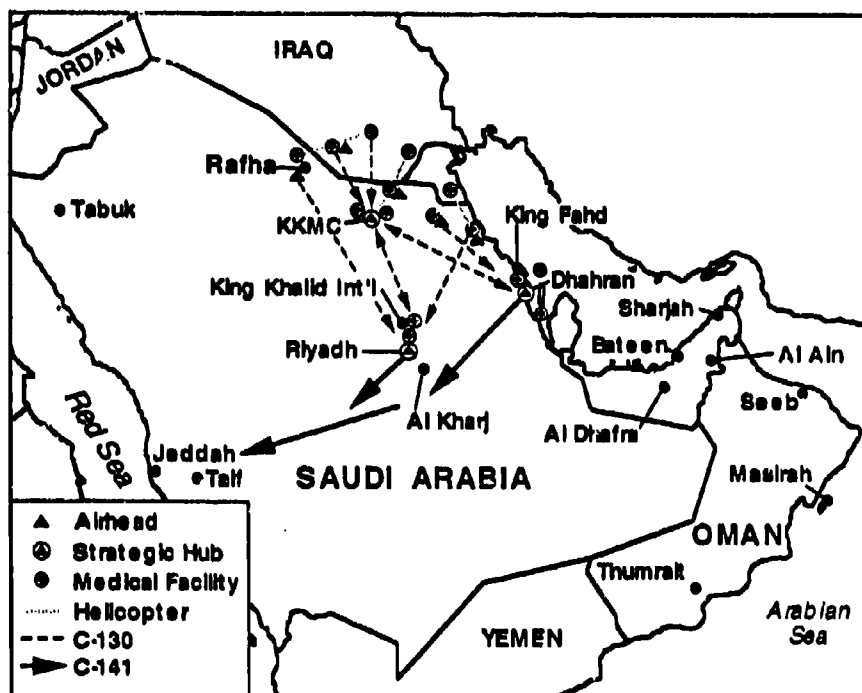 IRAQ
JORDAN
Rafha
Tabuk
KKMC
King Fahd
King Khalid Int'l
Dhahran
Sharjah
Riyadh
Bateen
Al Ain
Red Sea
Al Kharj
Al Dhafra
Seeb
Jeddah
Taif
SAUDI ARABIA
Masirah
OMAN
Airhead
Strategic Hub
Medical Facility
Helicopter
C-130
C-141
Thumrait
YEMEN
Arabian
Sea